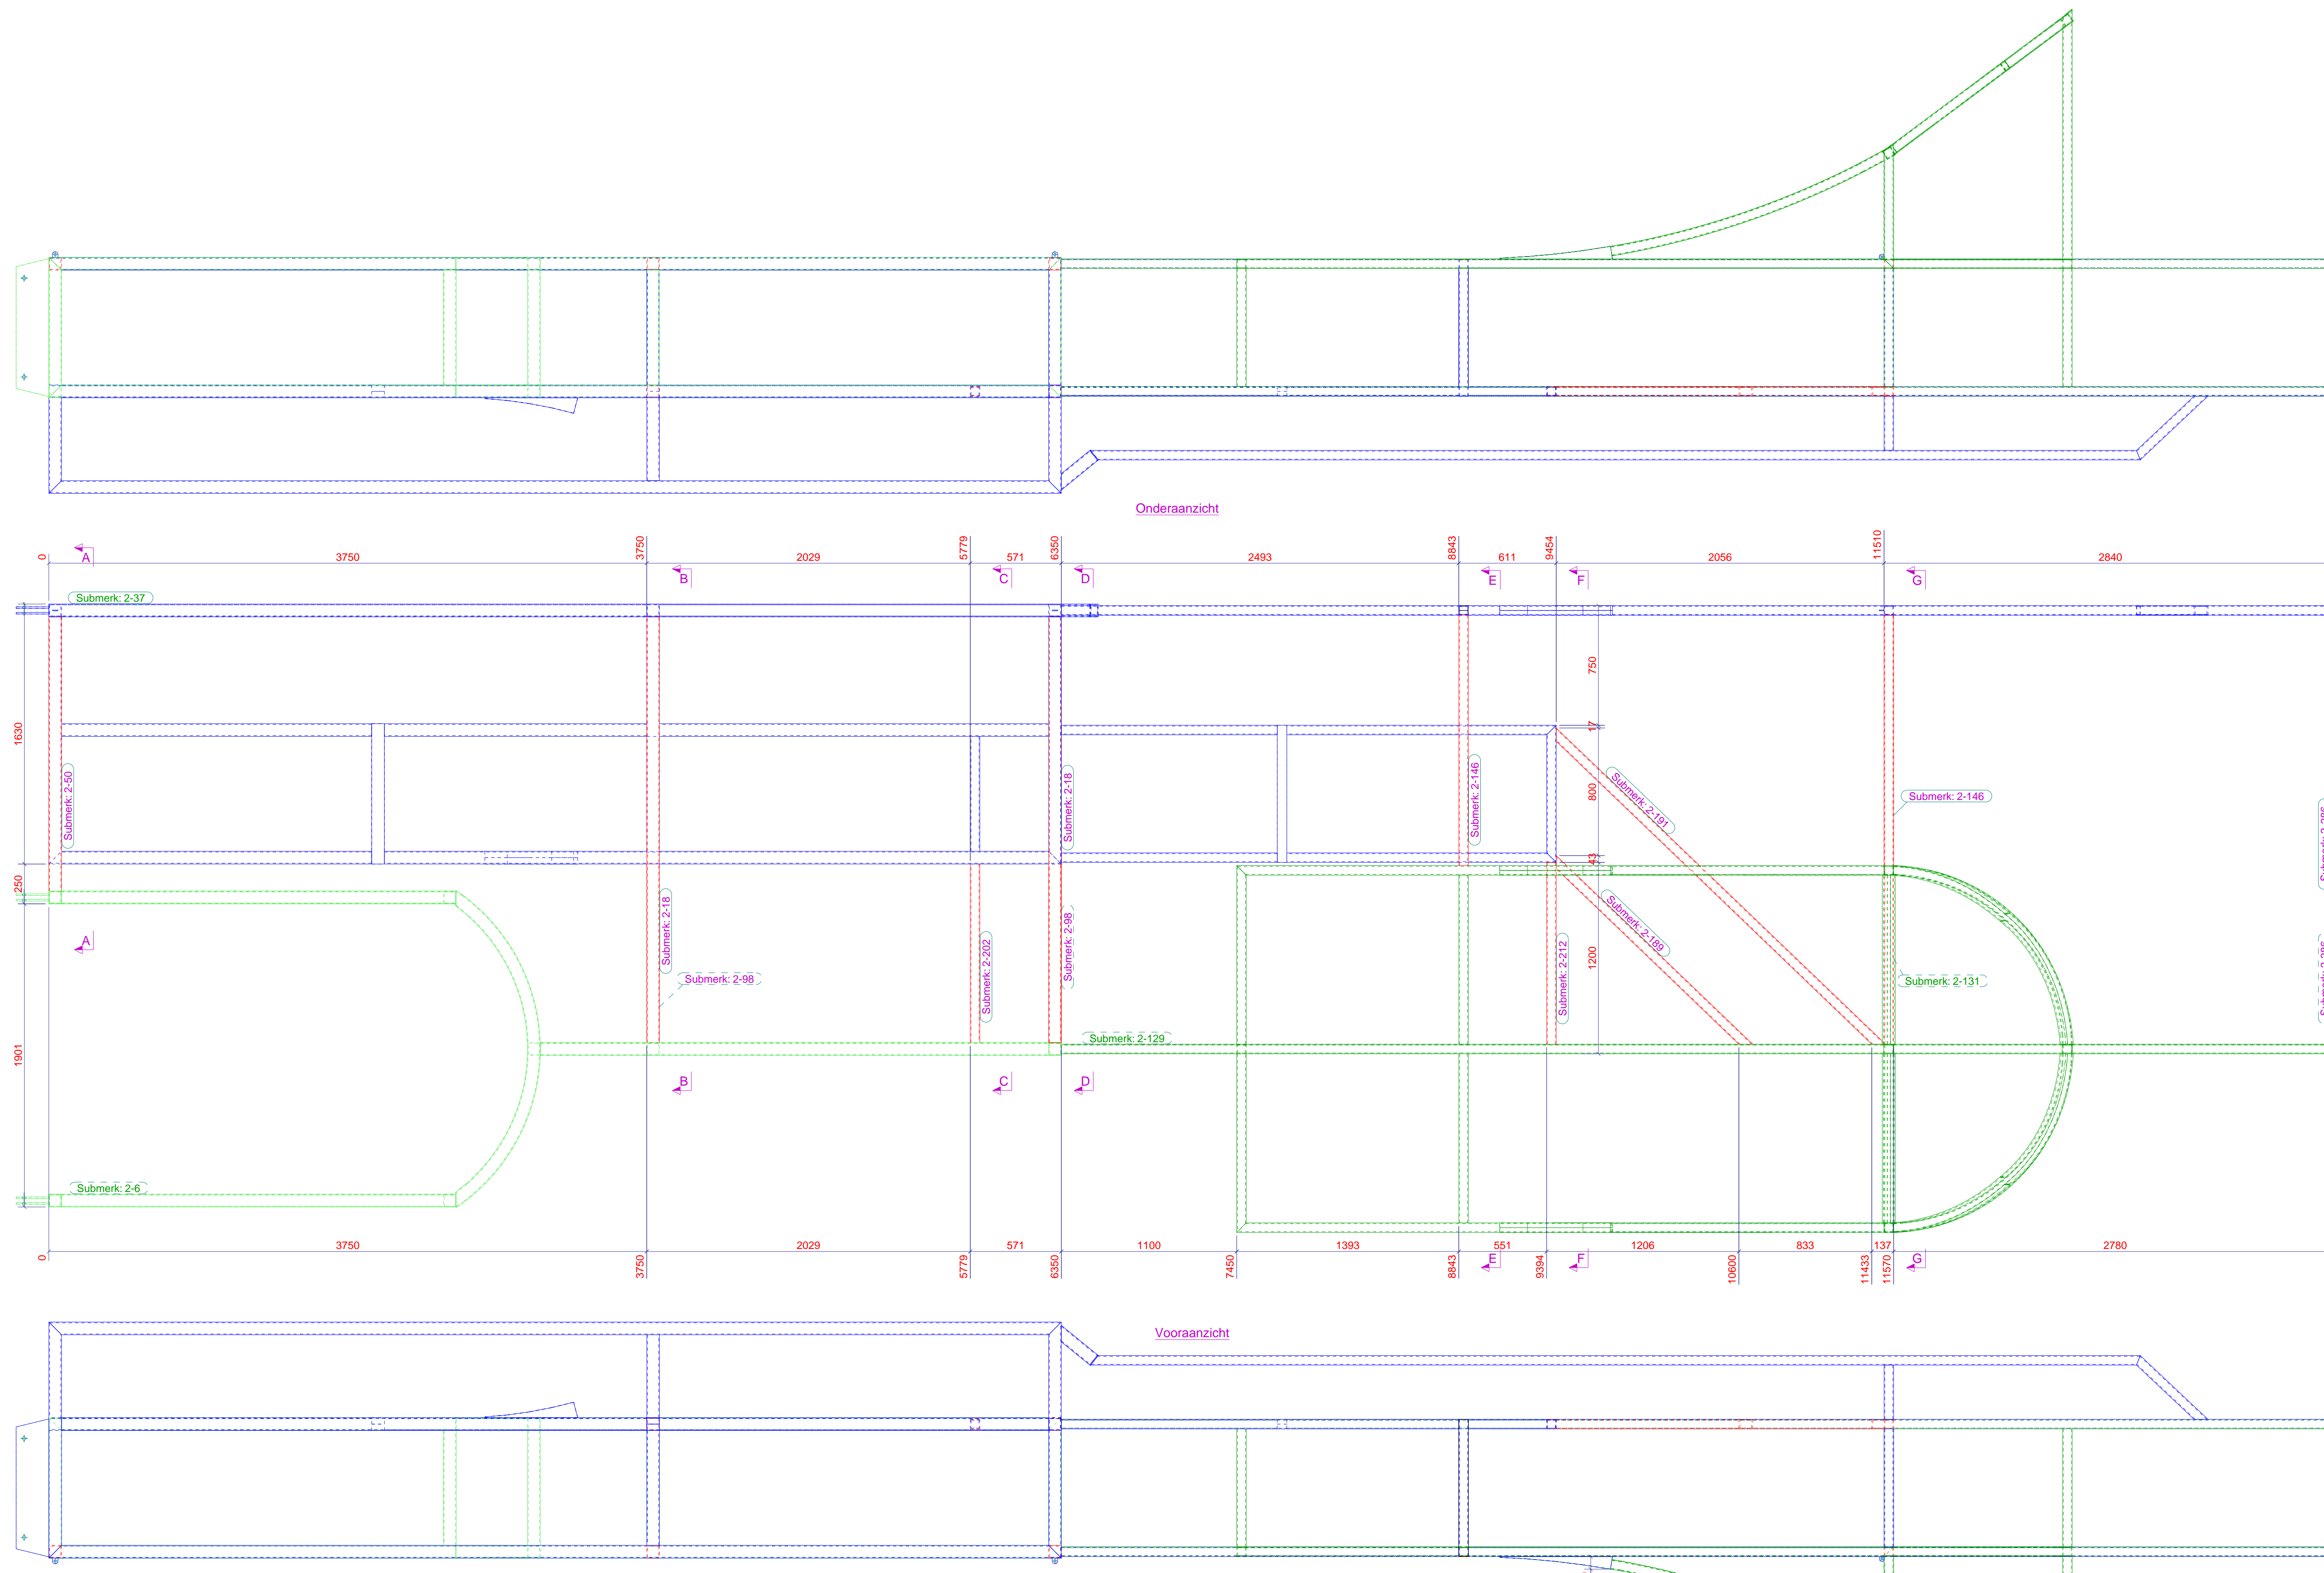 Onderaanzicht
A
0
3750
3750
2029
5779
571
6350
2493
8843
611
9454
2056
11510
2840
B
C
D
E
F
G
Submerk: 2-37
1630
250
1901
750
17
800
43
1200
Submerk: 2-50
Submerk: 2-18
Submerk: 2-146
Submerk: 2-191
Submerk: 2-146
Submerk: 2-18
Submerk: 2-98
Submerk: 2-202
Submerk: 2-98
Submerk: 2-212
Submerk: 2-189
Submerk: 2-131
A
Submerk: 2-129
B
C
D
Submerk: 2-6
0
3750
3750
2029
5779
571
6350
1100
7450
1393
8843
551
9394
1206
10600
833
11433
137
11570
2780
E
F
G
Vooraanzicht